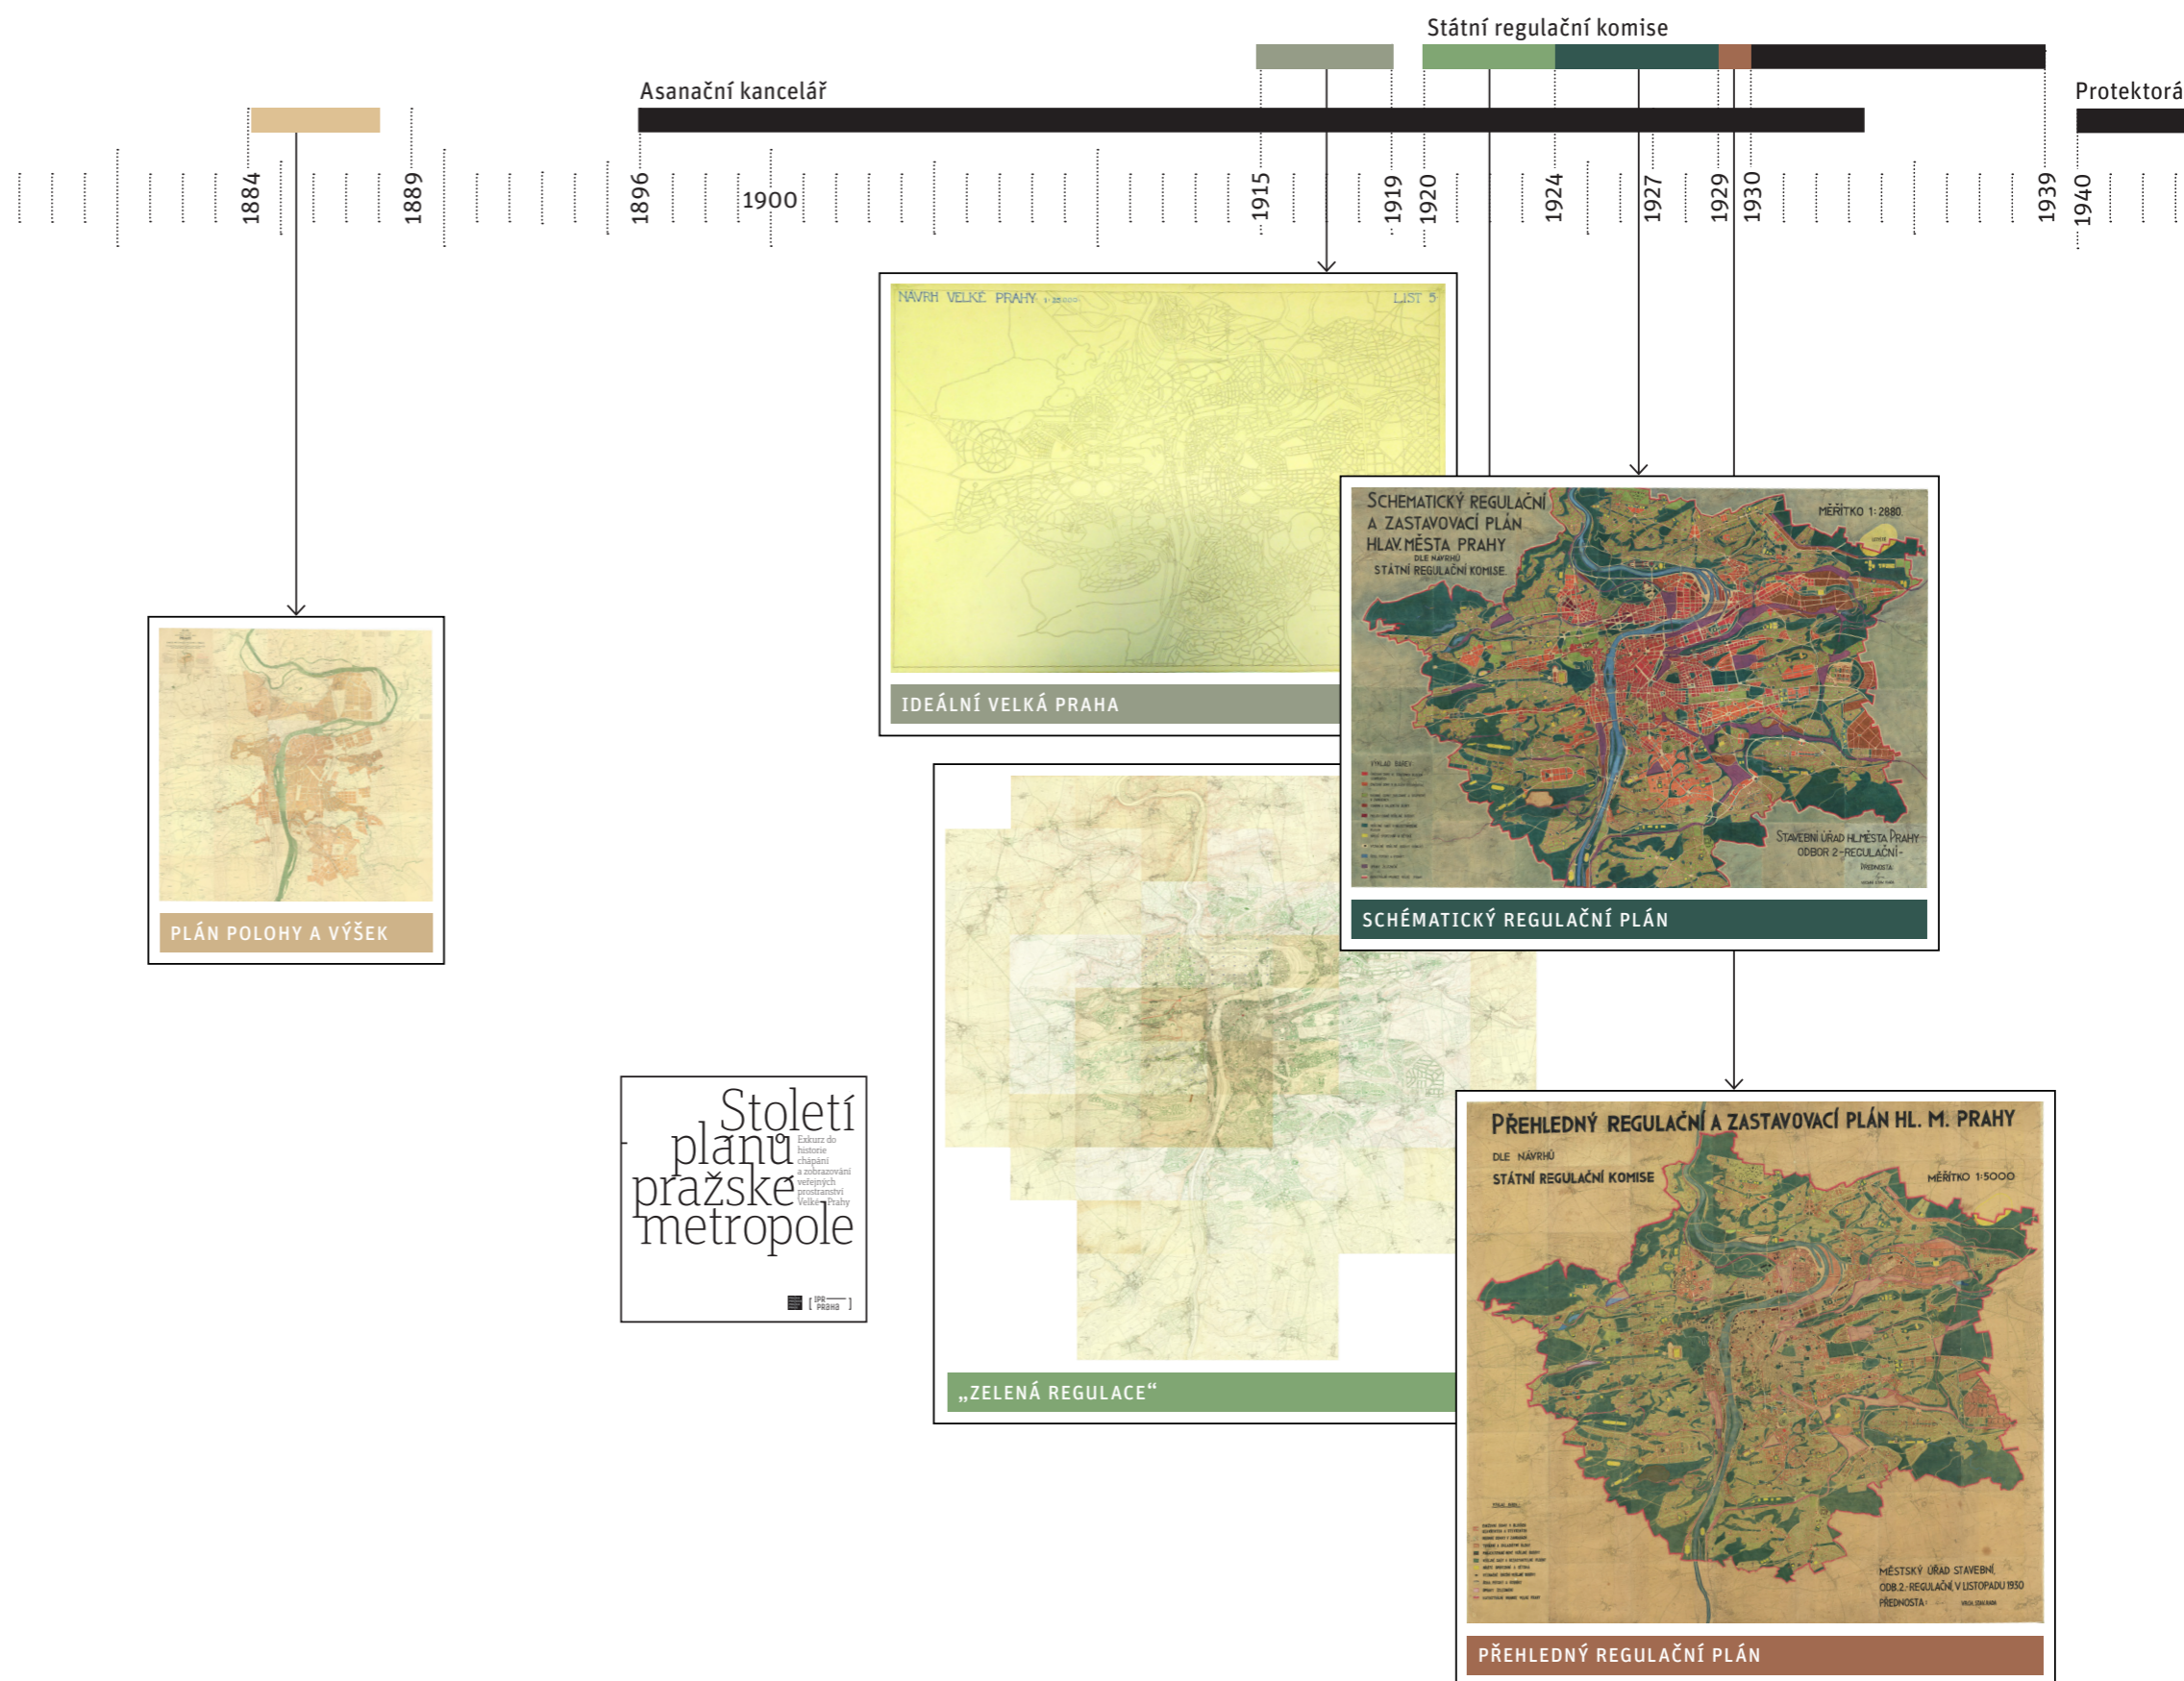 Státní regulační komise
Asanační kancelář
Protektorá
1884
1889
1896
1900
1915
1919
1920
1924
1927
1929
1930
1939
1940
NÁVRH VELKÉ PRAHY 1:25000
LIST 5
IDEÁLNÍ VELKÁ PRAHA
SCHEMATICKÝ REGULAČNÍ
A ZASTAVOVACÍ PLÁN
HLAV. MĚSTA PRAHY
DLE NÁVRHŮ
STÁTNÍ REGULAČNÍ KOMISE.
MĚŘÍTKO 1:2880.
VÝKLAD BAREV
STAVEBNÍ ÚŘAD HL. MĚSTA PRAHY
ODBOR 2-REGULAČNÍ-
PŘEDNOSTA:
SCHÉMATICKÝ REGULAČNÍ PLÁN
PLÁN POLOHY A VÝŠEK
Století
plánů
pražské
metropole
Exkurz do
historie
chápání
a zobrazování
veřejných
prostranství
Velké Prahy
IPR
PRAHA
„ZELENÁ REGULACE“
PŘEHLEDNÝ REGULAČNÍ A ZASTAVOVACÍ PLÁN HL. M. PRAHY
DLE NÁVRHŮ
STÁTNÍ REGULAČNÍ KOMISE
MĚŘÍTKO 1:5000
MĚSTSKÝ ÚŘAD STAVEBNÍ,
ODB. 2.-REGULAČNÍ, V LISTOPADU 1930
PŘEDNOSTA:
PŘEHLEDNÝ REGULAČNÍ PLÁN